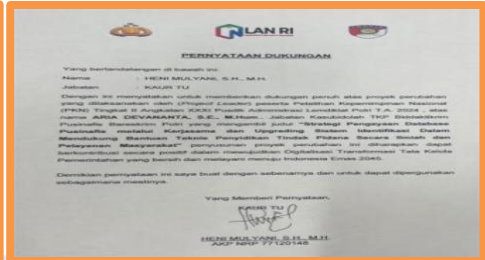 LAN RI
PERNYATAAN DUKUNGAN
Yang bertandatangan di bawah ini:
Nama : HENI MULYANI, S.H., M.H.
Jabatan : KAUR TU
Dengan ini menyatakan untuk memberikan dukungan penuh atas proyek perubahan
yang dilaksanakan oleh (Project Leader) peserta Pelatihan Kepemimpinan Nasional
(PKN) Tingkat II Angkatan XXXI Pusdik Administrasi Lemdiklat Polri T.A. 2024, atas
nama ARIA DEVANANTA, S.E., M.Hum., Jabatan Kasubbidolah TKP Bidda
Pusinafis Bareskrim Polri yang mengambil judul "Strategi Pengayaan Database
Pusinafis melalui Kerjasama dan Upgrading Sistem Identifikasi Dalam
Mendukung Bantuan Teknis Penyidikan Tindak Pidana Secara Ilmiah dan
Pelayanan Masyarakat" penyusunan proyek perubahan ini diharapkan dapat
berkontribusi secara positif dalam mewujudkan Digitalisasi Transformasi Tata Kelola
Pemerintahan yang bersih dan melayani menuju Indonesia Emas 2045.
Demikian pernyataan ini saya buat dengan sebenarnya dan untuk dapat dipergunakan
sebagaimana mestinya.
Yang Memberi Pernyataan,
KAUR TU
HENI MULYANI, S.H., M.H.
AKP NRP 77120148